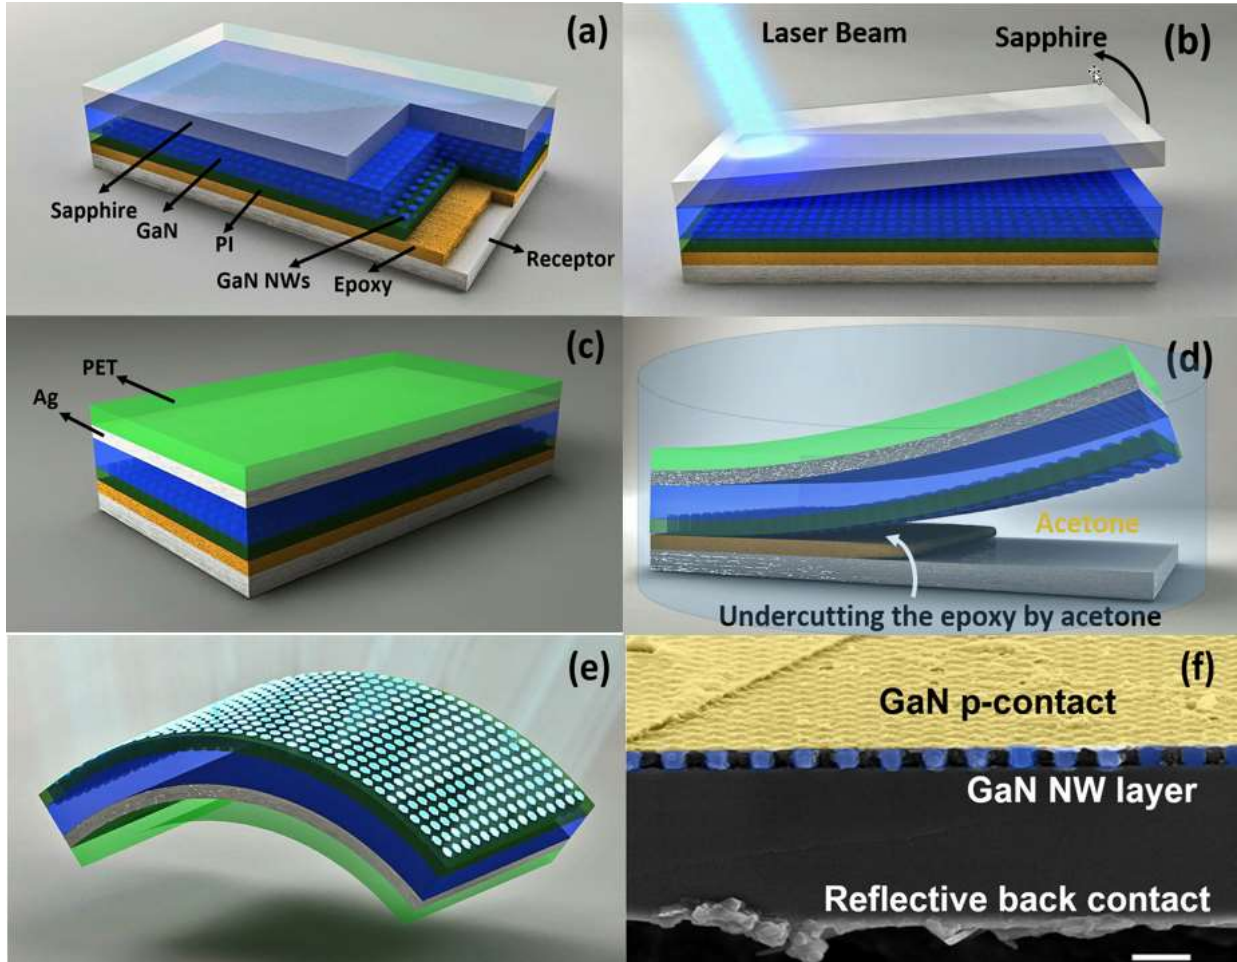 (a)
Sapphire
GaN
PI
GaN NWs
Epoxy
Receptor
Laser Beam
Sapphire
(b)
(c)
PET
Ag
(d)
Acetone
Undercutting the epoxy by acetone
(e)
(f)
GaN p-contact
GaN NW layer
Reflective back contact